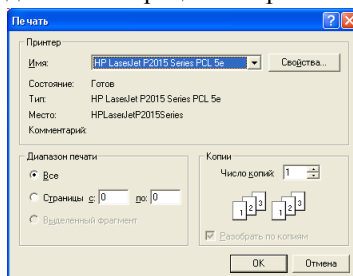 Печать
Принтер
Имя: HP LaserJet P2015 Series PCL 5e Свойства...
Состояние: Готов
Тип: HP LaserJet P2015 Series PCL 5e
Место: HPLaserJetP2015Series
Комментарий:
Диапазон печати
Все
Страницы с: 0 по: 0
Выделенный фрагмент
Копии
Число копий: 1
1 2 3 1 2 3
Разобрать по копиям
ОК Отмена